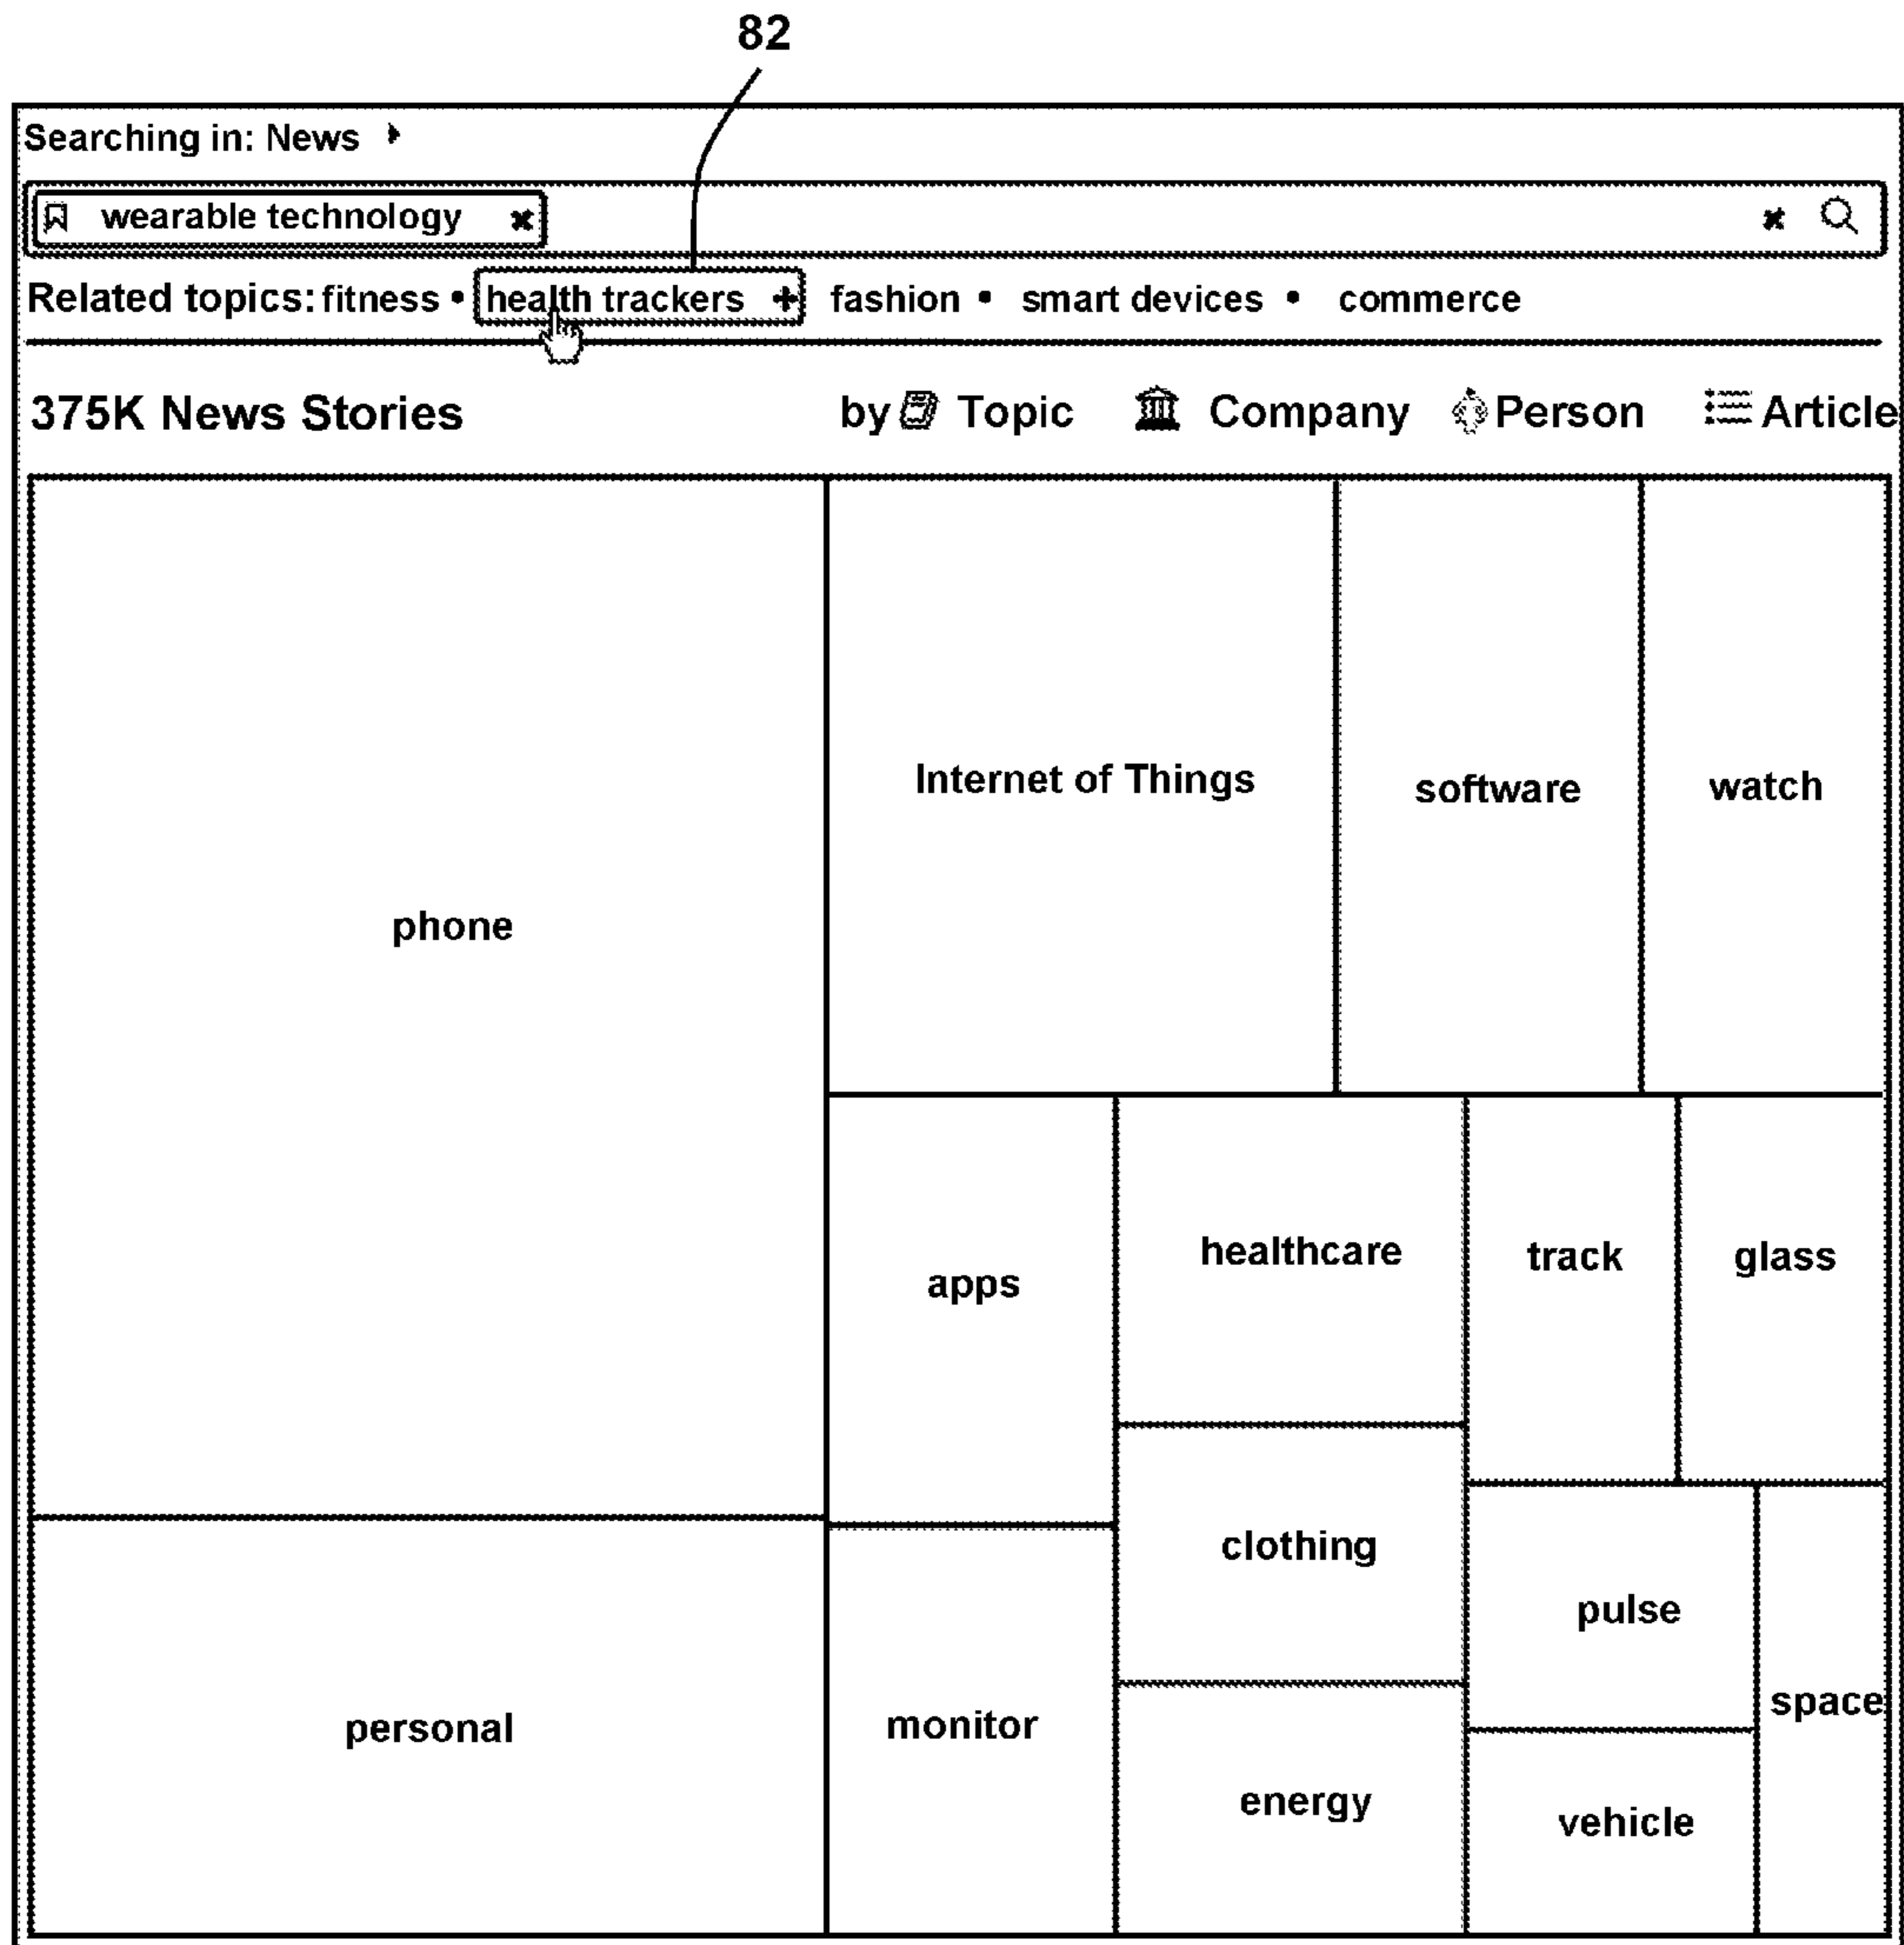 82
Searching in: News
wearable technology
Related topics: fitness • health trackers + fashion • smart devices • commerce
375K News Stories by Topic Company Person Article
phone
Internet of Things
software
watch
apps
healthcare
track
glass
clothing
pulse
space
personal
monitor
energy
vehicle